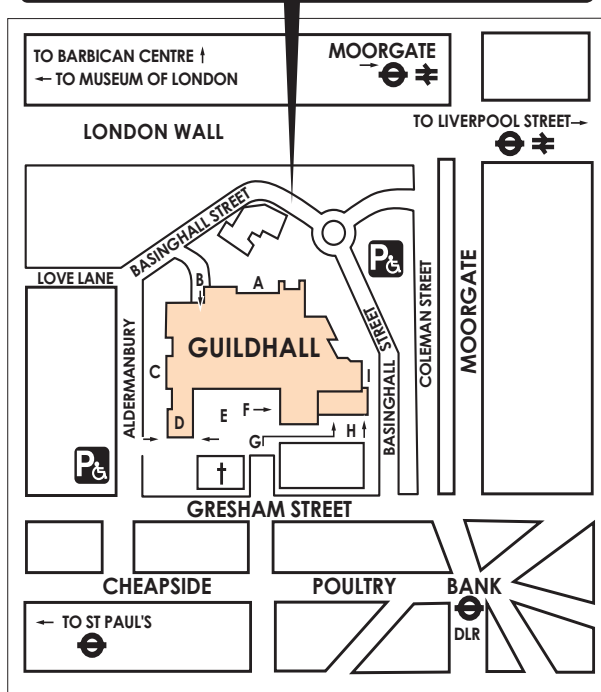 TO BARBICAN CENTRE ↑
← TO MUSEUM OF LONDON
MOORGATE
→
LONDON WALL
TO LIVERPOOL STREET→
BASINGHALL STREET
LOVE LANE
P
B
↓
A
STREET
COLEMAN STREET
MOORGATE
GUILDHALL
ALDERMANBURY
C
I
D
E
F →
→
←
G
H
BASINGHALL
P
GRESHAM STREET
CHEAPSIDE
POULTRY
BANK
← TO ST PAUL'S
DLR